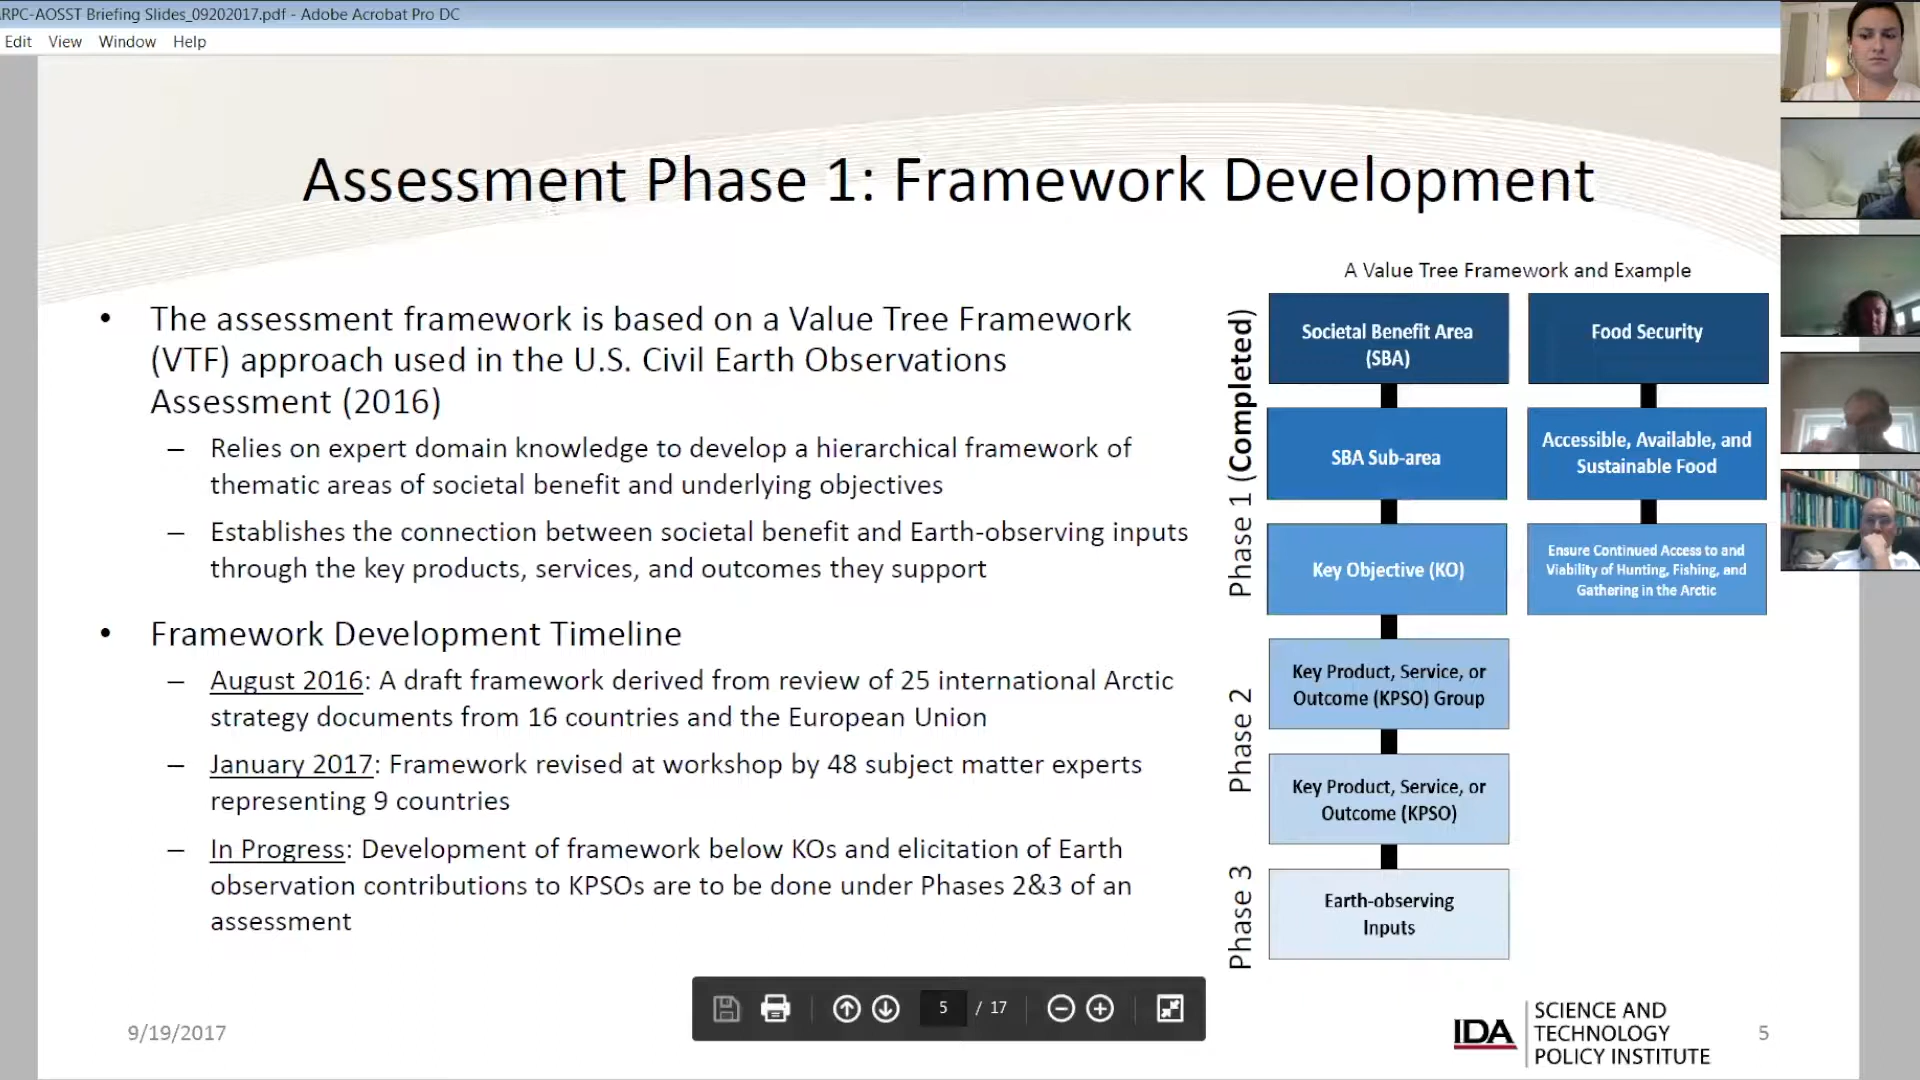 RPC-AOSST Briefing Slides_09202017.pdf - Adobe Acrobat Pro DC
Edit View Window Help
Assessment Phase 1: Framework Development
• The assessment framework is based on a Value Tree Framework
(VTF) approach used in the U.S. Civil Earth Observations
Assessment (2016)
– Relies on expert domain knowledge to develop a hierarchical framework of
thematic areas of societal benefit and underlying objectives
– Establishes the connection between societal benefit and Earth-observing inputs
through the key products, services, and outcomes they support
• Framework Development Timeline
– August 2016: A draft framework derived from review of 25 international Arctic
strategy documents from 16 countries and the European Union
– January 2017: Framework revised at workshop by 48 subject matter experts
representing 9 countries
– In Progress: Development of framework below KOs and elicitation of Earth
observation contributions to KPSOs are to be done under Phases 2&3 of an
assessment
A Value Tree Framework and Example
Phase 1 (Completed)
Societal Benefit Area
(SBA)
Food Security
SBA Sub-area
Accessible, Available, and
Sustainable Food
Key Objective (KO)
Ensure Continued Access to and
Viability of Hunting, Fishing, and
Gathering in the Arctic
Phase 2
Key Product, Service, or
Outcome (KPSO) Group
Key Product, Service, or
Outcome (KPSO)
Phase 3
Earth-observing
Inputs
5 / 17
9/19/2017
IDA
SCIENCE AND
TECHNOLOGY
POLICY INSTITUTE
5